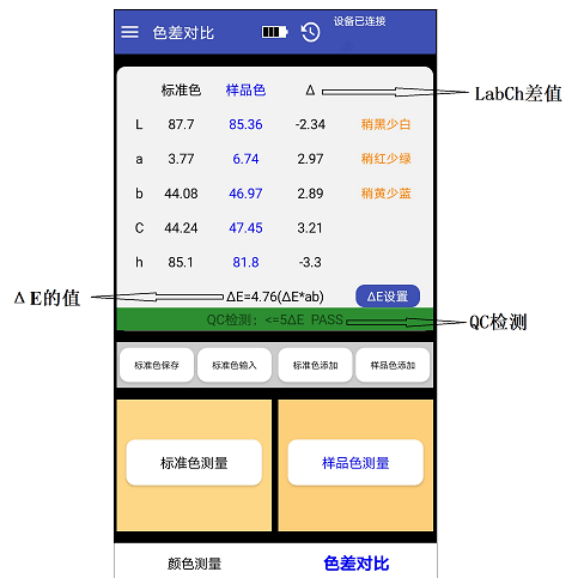 色差对比
设备已连接
标准色 样品色 Δ
LabCh差值
L 87.7 85.36 -2.34 稍黑少白
a 3.77 6.74 2.97 稍红少绿
b 44.08 46.97 2.89 稍黄少蓝
C 44.24 47.45 3.21
h 85.1 81.8 -3.3
ΔE的值
ΔE=4.76(ΔE*ab) ΔE设置
QC检测: <=5ΔE PASS
QC检测
标准色保存 标准色输入 标准色添加 样品色添加
标准色测量 样品色测量
颜色测量 色差对比